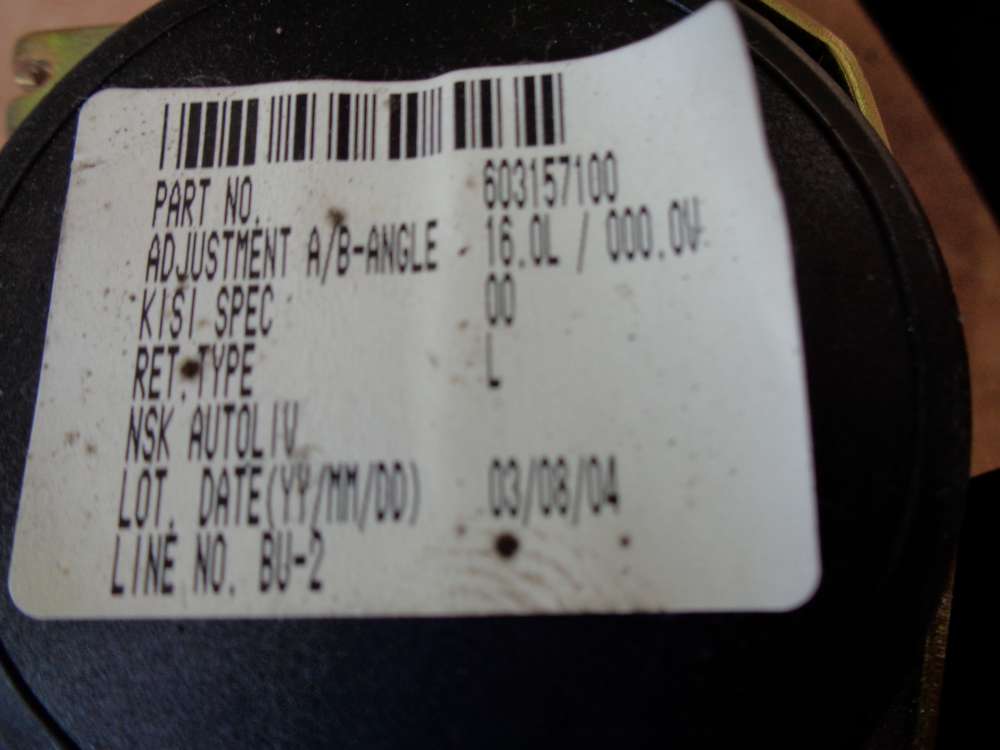 PART NO. 603157100
ADJUSTMENT A/B-ANGLE 16.0L / 000.0V
KISI SPEC 00
RET.TYPE L
NSK AUTOLIV
LOT. DATE(YY/MM/DD) 03/08/04
LINE NO. BU-2